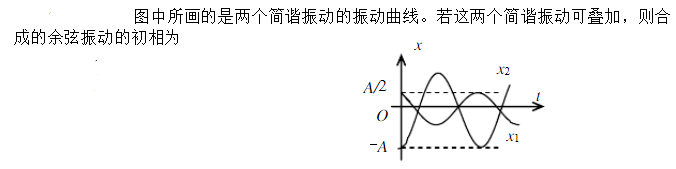 图中所画的是两个简谐振动的振动曲线。若这两个简谐振动可叠加，则合
成的余弦振动的初相为
x
x2
A/2
t
O
x1
-A